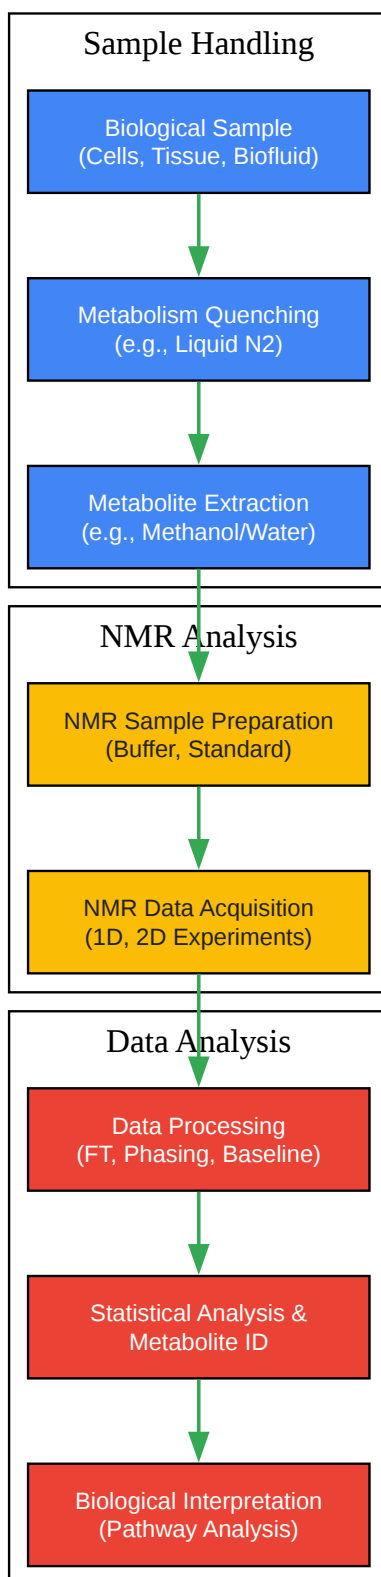 Sample Handling
Biological Sample
(Cells, Tissue, Biofluid)
Metabolism Quenching
(e.g., Liquid N2)
Metabolite Extraction
(e.g., Methanol/Water)
NMR Analysis
NMR Sample Preparation
(Buffer, Standard)
NMR Data Acquisition
(1D, 2D Experiments)
Data Analysis
Data Processing
(FT, Phasing, Baseline)
Statistical Analysis &
Metabolite ID
Biological Interpretation
(Pathway Analysis)